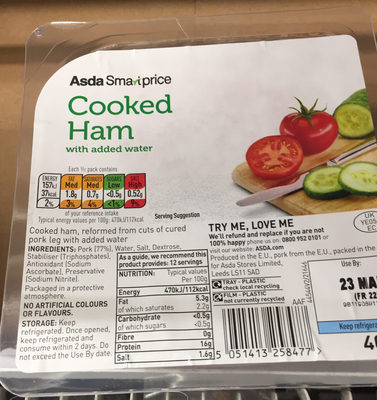 Asda Smartprice
Cooked
Ham
with added water
Each ½ pack contains
ENERGY FAT SATURATES SUGARS SALT
157kJ Med Med Low High
37kcal 1.8g 0.7g <0.5g 0.52g
2% 3% 4% <1% 9%
of your reference intake
Typical energy values per 100g: 470kJ/112kcal
Serving Suggestion
Cooked ham, reformed from cuts of cured
pork leg with added water
INGREDIENTS: Pork (77%), Water, Salt, Dextrose,
Stabiliser (Triphosphates),
Antioxidant (Sodium
Ascorbate), Preservative
(Sodium Nitrite).
Packaged in a protective
atmosphere.
NO ARTIFICIAL COLOURS
OR FLAVOURS.
STORAGE: Keep
refrigerated. Once opened,
keep refrigerated and
consume within 2 days. Do
not exceed the Use By date.
As a guide, we recommend this
product provides: 12 servings
NUTRITION: Typical values
Per 100g
Energy 470kJ/112kcal
Fat 5.3g
of which saturates 2.2g
Carbohydrate <0.5g
of which sugars <0.5g
Fibre 0g
Protein 16g
Salt 1.6g
TRY ME, LOVE ME
We'll refund and replace if you are not
100% happy phone us on: 0800 952 0101 or
visit our website: ASDA.com
Produced in the E.U., from pork from the E.U., packed in the
for Asda Stores Limited,
Leeds LS11 5AD
TRAY - PLASTIC
check local recycling
FILM - PLASTIC
not currently recycled
AAF
5 051413 258477 >
UK
YE05
EC
Use By:
23 MA
(FR 22
Keep refrigerate